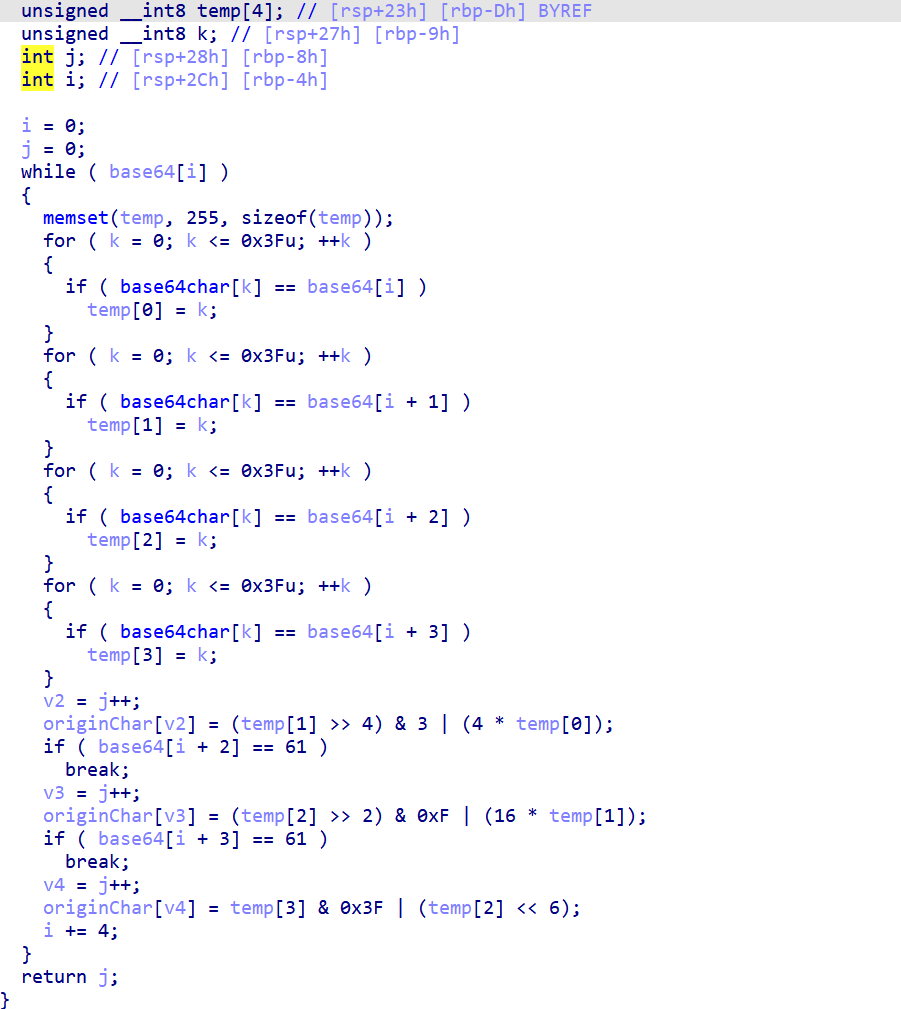 unsigned __int8 temp[4]; // [rsp+23h] [rbp-Dh] BYREF
unsigned __int8 k; // [rsp+27h] [rbp-9h]
int j; // [rsp+28h] [rbp-8h]
int i; // [rsp+2Ch] [rbp-4h]

i = 0;
j = 0;
while ( base64[i] )
{
  memset(temp, 255, sizeof(temp));
  for ( k = 0; k <= 0x3Fu; ++k )
  {
    if ( base64char[k] == base64[i] )
      temp[0] = k;
  }
  for ( k = 0; k <= 0x3Fu; ++k )
  {
    if ( base64char[k] == base64[i + 1] )
      temp[1] = k;
  }
  for ( k = 0; k <= 0x3Fu; ++k )
  {
    if ( base64char[k] == base64[i + 2] )
      temp[2] = k;
  }
  for ( k = 0; k <= 0x3Fu; ++k )
  {
    if ( base64char[k] == base64[i + 3] )
      temp[3] = k;
  }
  v2 = j++;
  originChar[v2] = (temp[1] >> 4) & 3 | (4 * temp[0]);
  if ( base64[i + 2] == 61 )
    break;
  v3 = j++;
  originChar[v3] = (temp[2] >> 2) & 0xF | (16 * temp[1]);
  if ( base64[i + 3] == 61 )
    break;
  v4 = j++;
  originChar[v4] = temp[3] & 0x3F | (temp[2] << 6);
  i += 4;
}
return j;
}